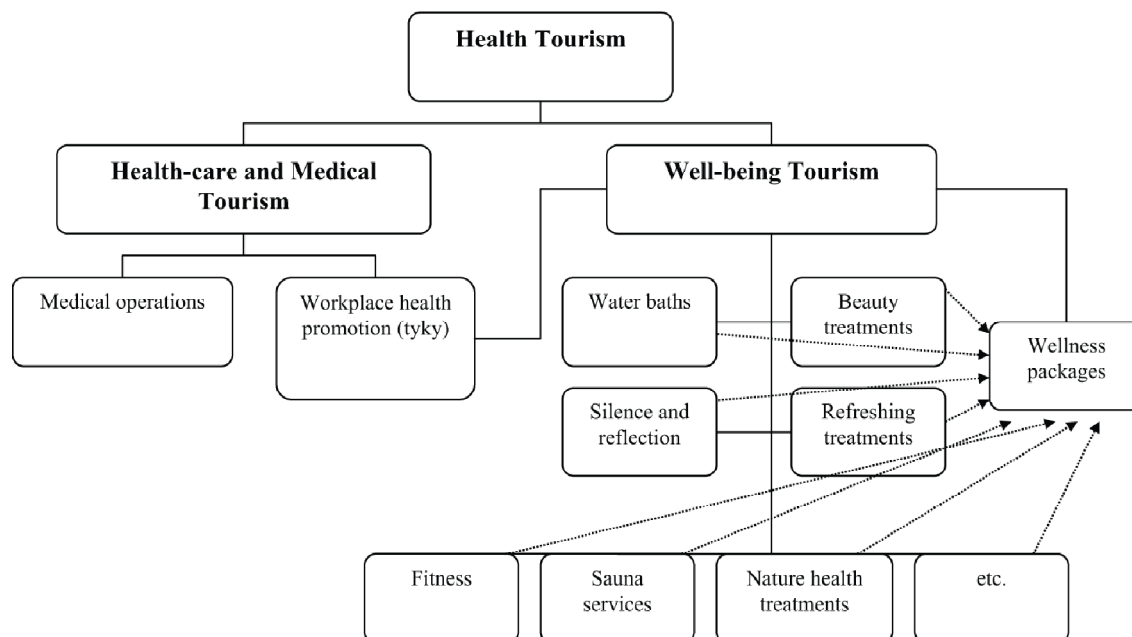 Health Tourism
Health-care and Medical
Tourism
Well-being Tourism
Medical operations
Workplace health
promotion (tyky)
Water baths
Beauty
treatments
Wellness
packages
Silence and
reflection
Refreshing
treatments
Fitness
Sauna
services
Nature health
treatments
etc.